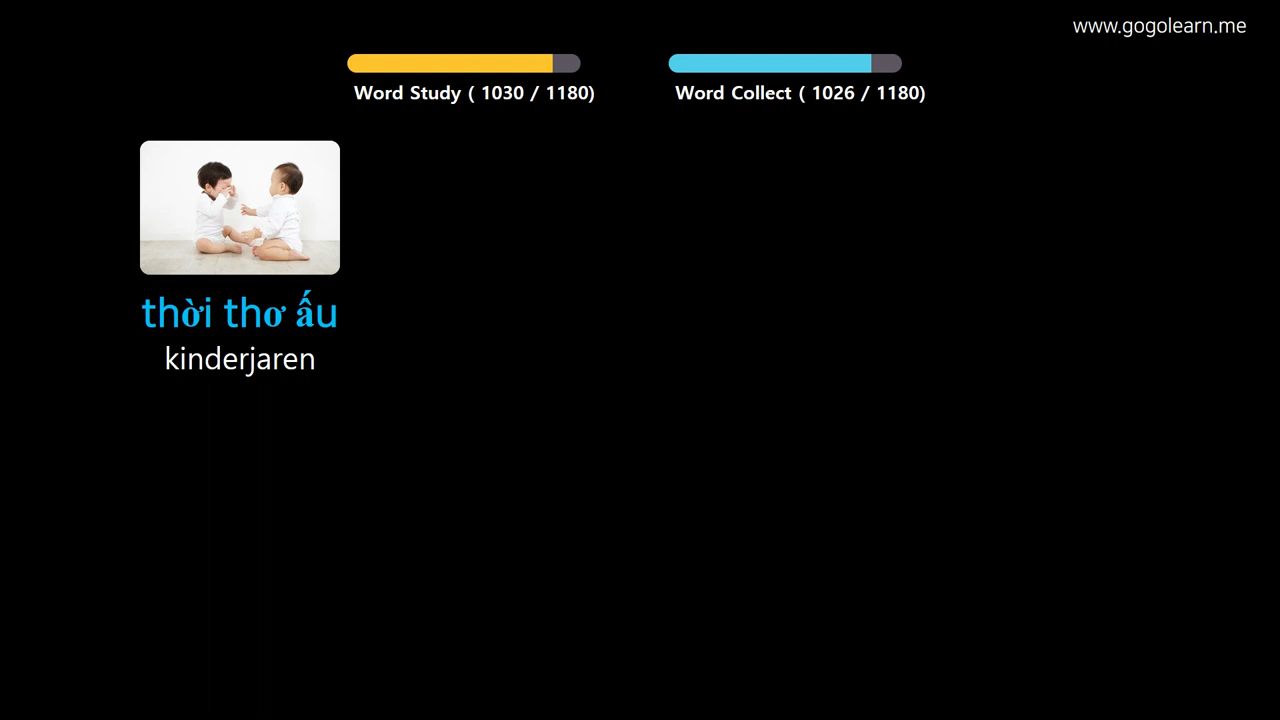 www.gogolearn.me
Word Study ( 1030 / 1180)
Word Collect ( 1026 / 1180)
thời thơ ấu
kinderjaren